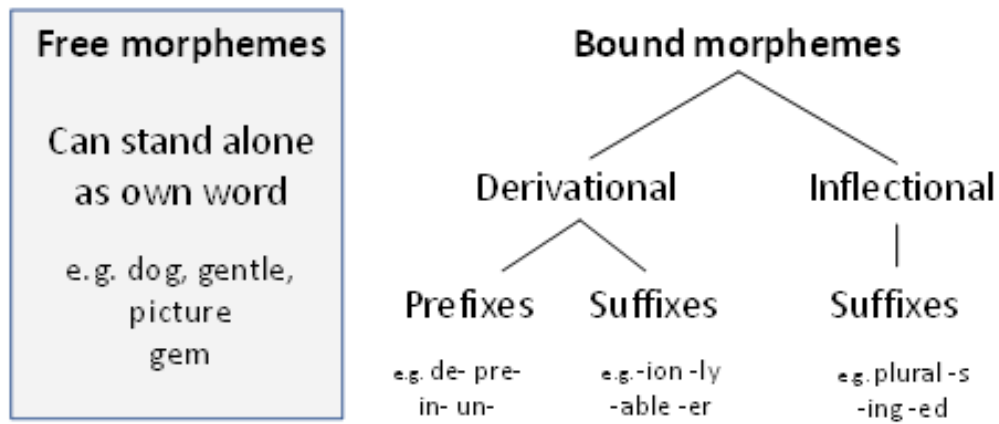 Free morphemes
Can stand alone
as own word
e.g. dog, gentle,
picture
gem
Bound morphemes
Derivational
Inflectional
Prefixes
Suffixes
Suffixes
e.g. de- pre-
in- un-
e.g.-ion -ly
-able -er
e.g. plural -s
-ing -ed